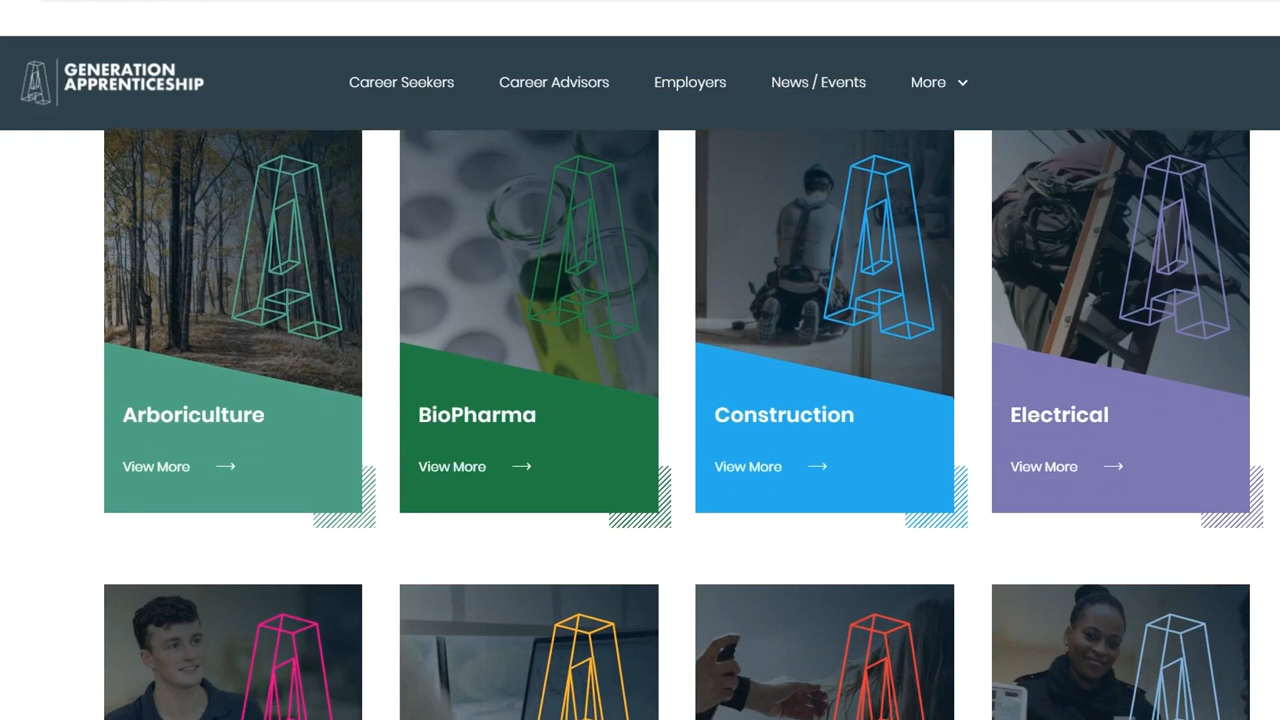 GENERATION
APPRENTICESHIP
Career Seekers
Career Advisors
Employers
News / Events
More
Arboriculture
View More
BioPharma
View More
Construction
View More
Electrical
View More